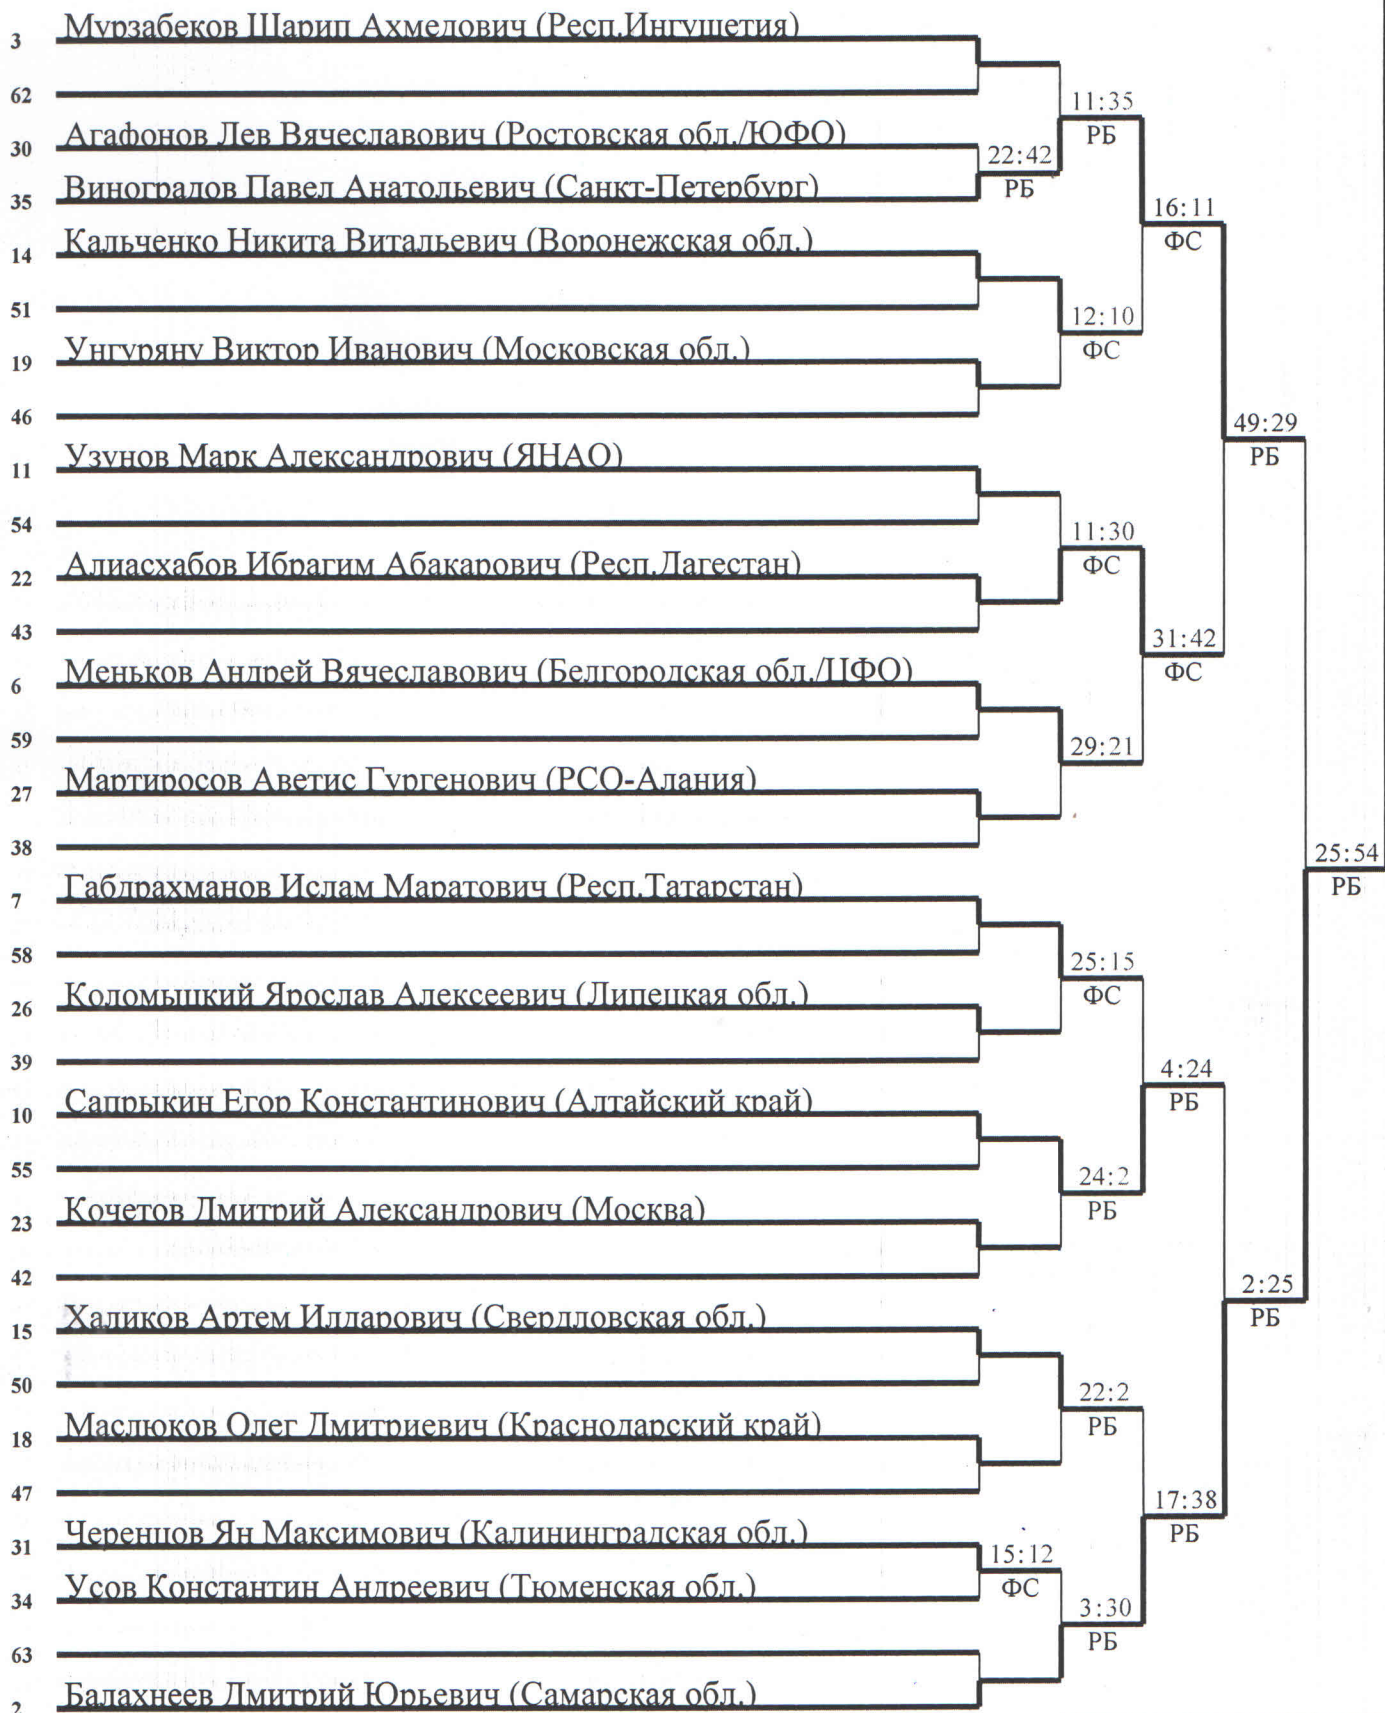 3 Мурзабеков Шарип Ахмедович (Респ.Ингушетия)
62
11:35
РБ
30 Агафонов Лев Вячеславович (Ростовская обл./ЮФО)
22:42
РБ
35 Виноградов Павел Анатольевич (Санкт-Петербург)
16:11
ФС
14 Кальченко Никита Витальевич (Воронежская обл.)
51
12:10
ФС
19 Унгуряну Виктор Иванович (Московская обл.)
46
49:29
РБ
11 Узунов Марк Александрович (ЯНАО)
54
11:30
ФС
22 Алиасхабов Ибрагим Абакарович (Респ.Дагестан)
43
31:42
ФС
6 Меньков Андрей Вячеславович (Белгородская обл./ЦФО)
59
29:21
27 Мартиросов Аветис Гургенович (РСО-Алания)
38
25:54
РБ
7 Габдрахманов Ислам Маратович (Респ.Татарстан)
58
25:15
ФС
26 Коломыцкий Ярослав Алексеевич (Липецкая обл.)
39
4:24
РБ
10 Сапрыкин Егор Константинович (Алтайский край)
55
24:2
РБ
23 Кочетов Дмитрий Александрович (Москва)
42
2:25
РБ
15 Халиков Артем Илдарович (Свердловская обл.)
50
22:2
РБ
18 Маслюков Олег Дмитриевич (Краснодарский край)
47
17:38
РБ
31 Черенцов Ян Максимович (Калининградская обл.)
15:12
ФС
34 Усов Константин Андреевич (Тюменская обл.)
3:30
РБ
63
2 Балахнеев Дмитрий Юрьевич (Самарская обл.)